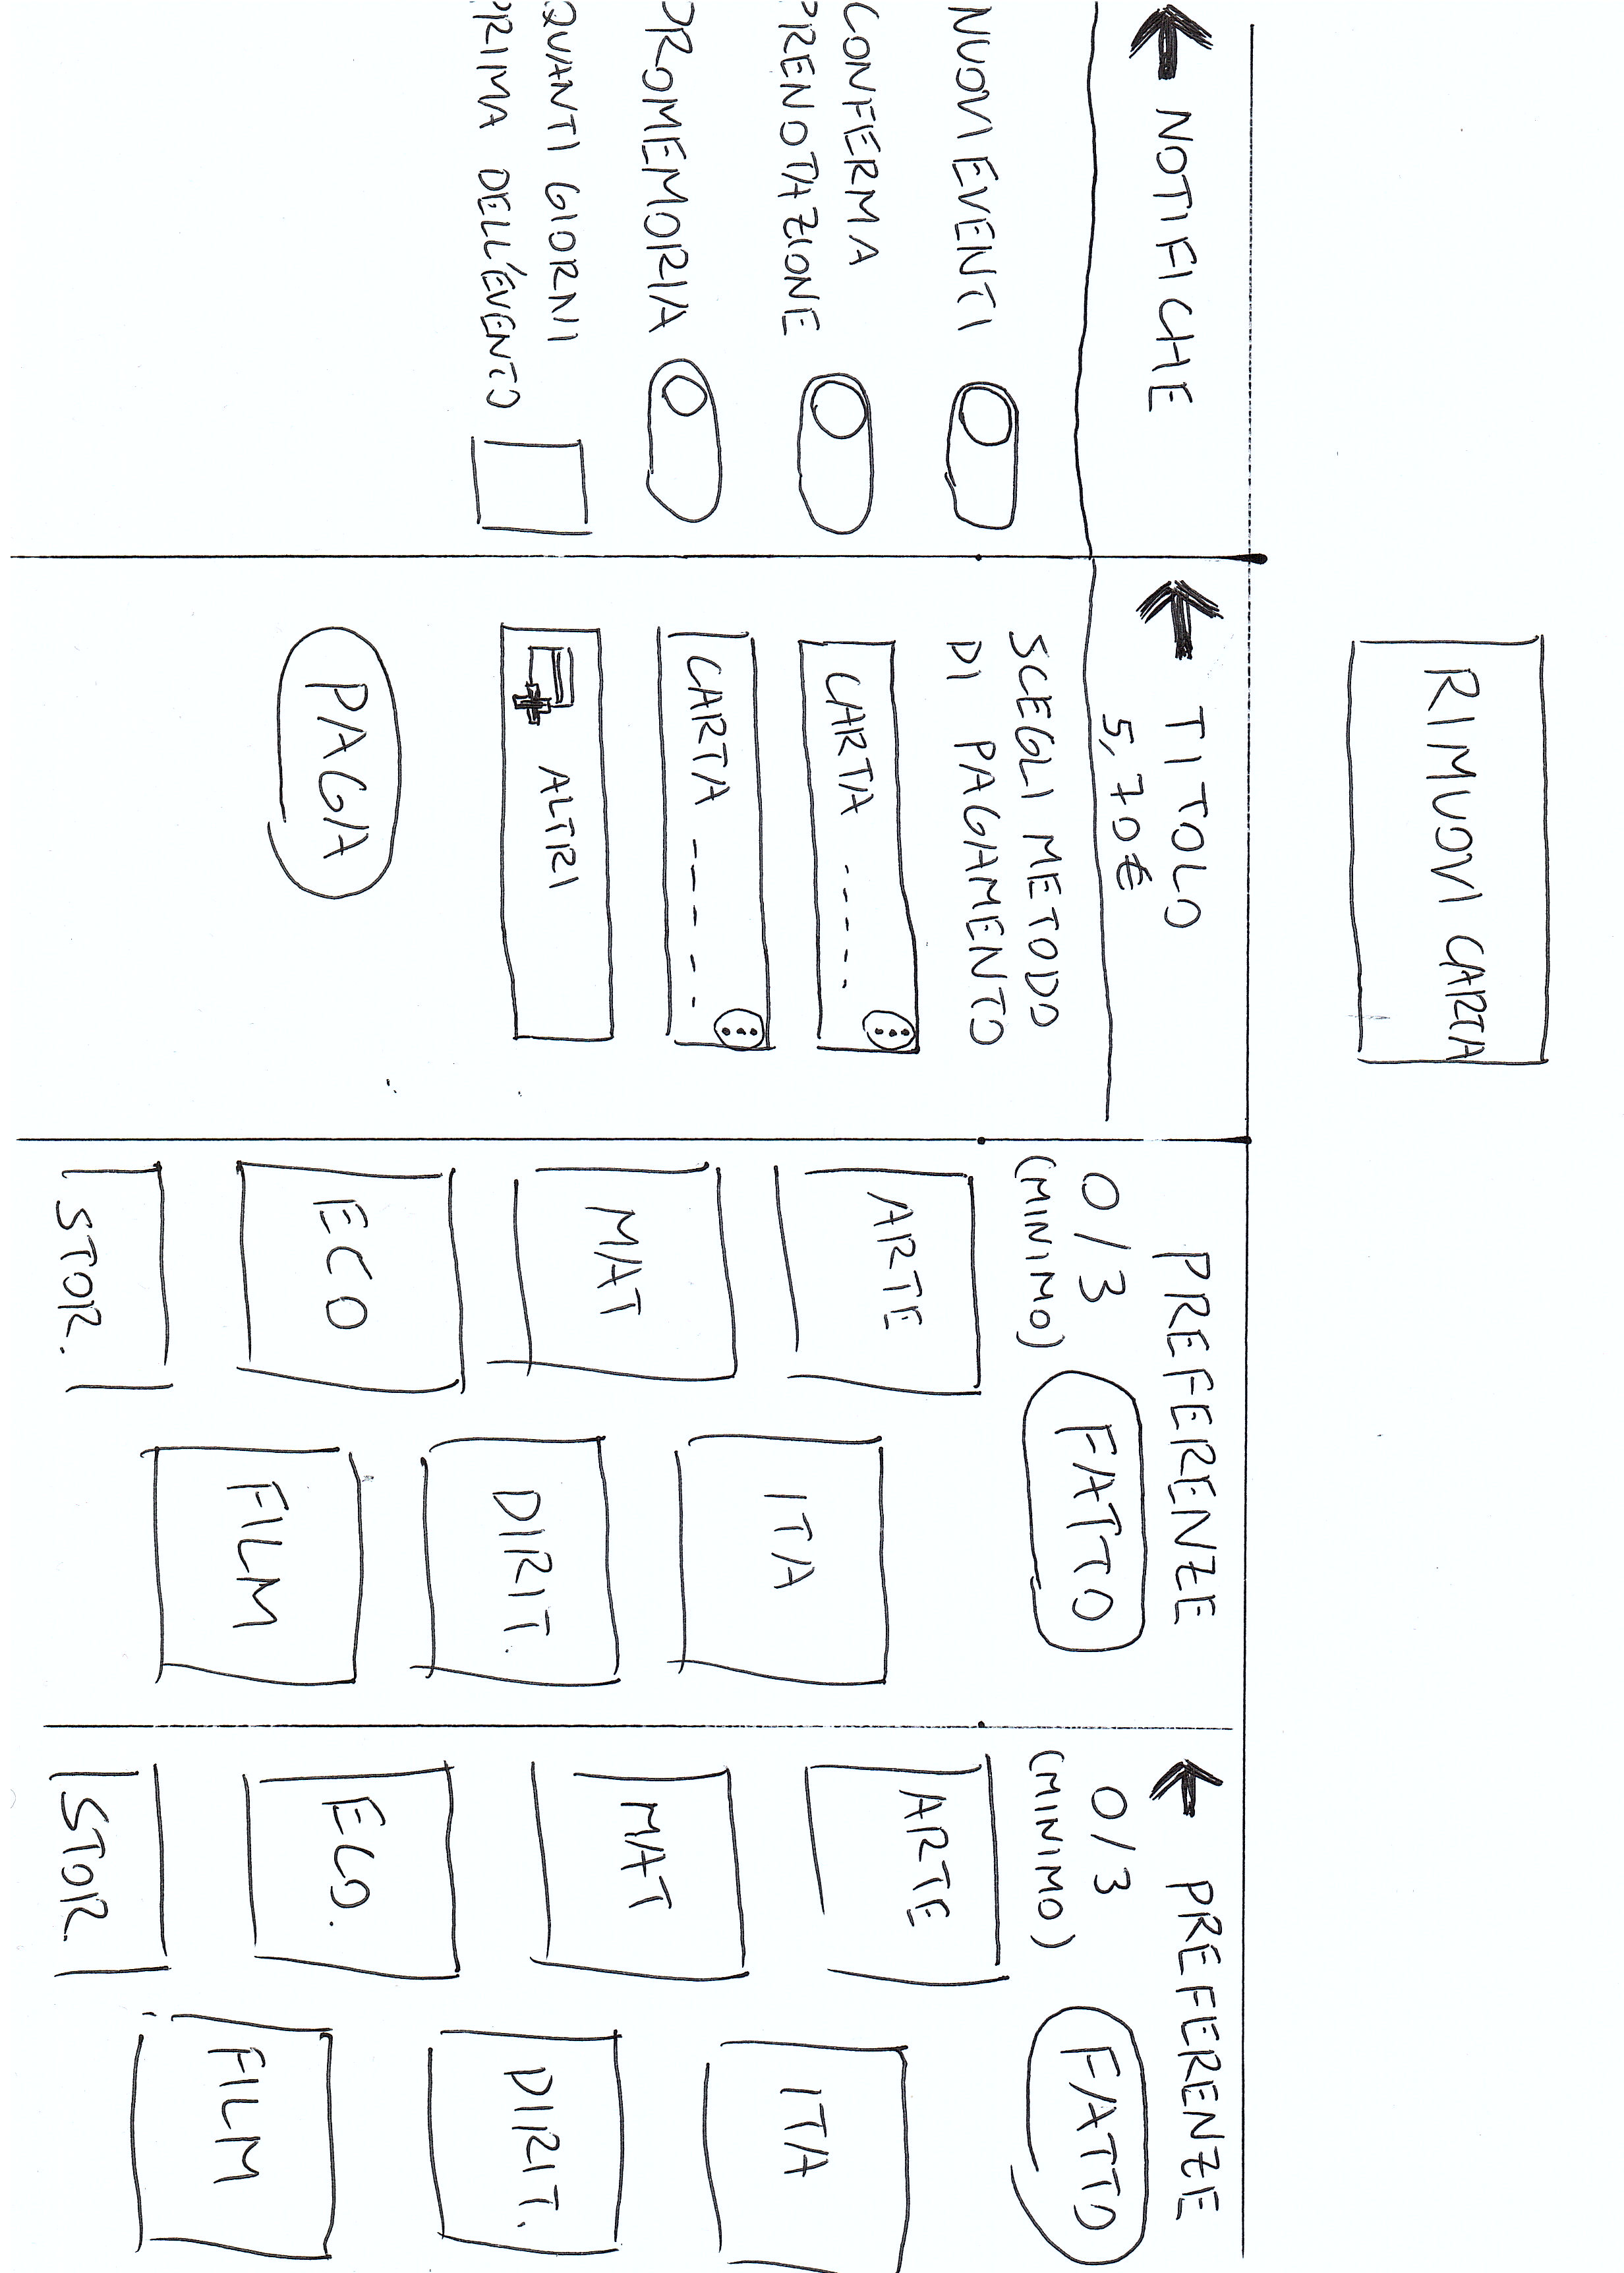 RIMUOVI CARTA
NOTIFICHE
NUOVI EVENTI
CONFERMA
PRENOTAZIONE
PROMEMORIA
QUANTI GIORNI
PRIMA DELL'EVENTO
TITOLO
5,70€
SCEGLI METODO
DI PAGAMENTO
CARTA -----
CARTA -----
ALTRI
PAGA
PREFERENZE
0/3
(MINIMO)
FATTO
ARTE
ITA
MAT
DIRIT.
ECO
FILM
STOR.
PREFERENZE
0/3
(MINIMO)
FATTO
ARTE
ITA
MAT
DIRIT.
ECO.
FILM
STOR.